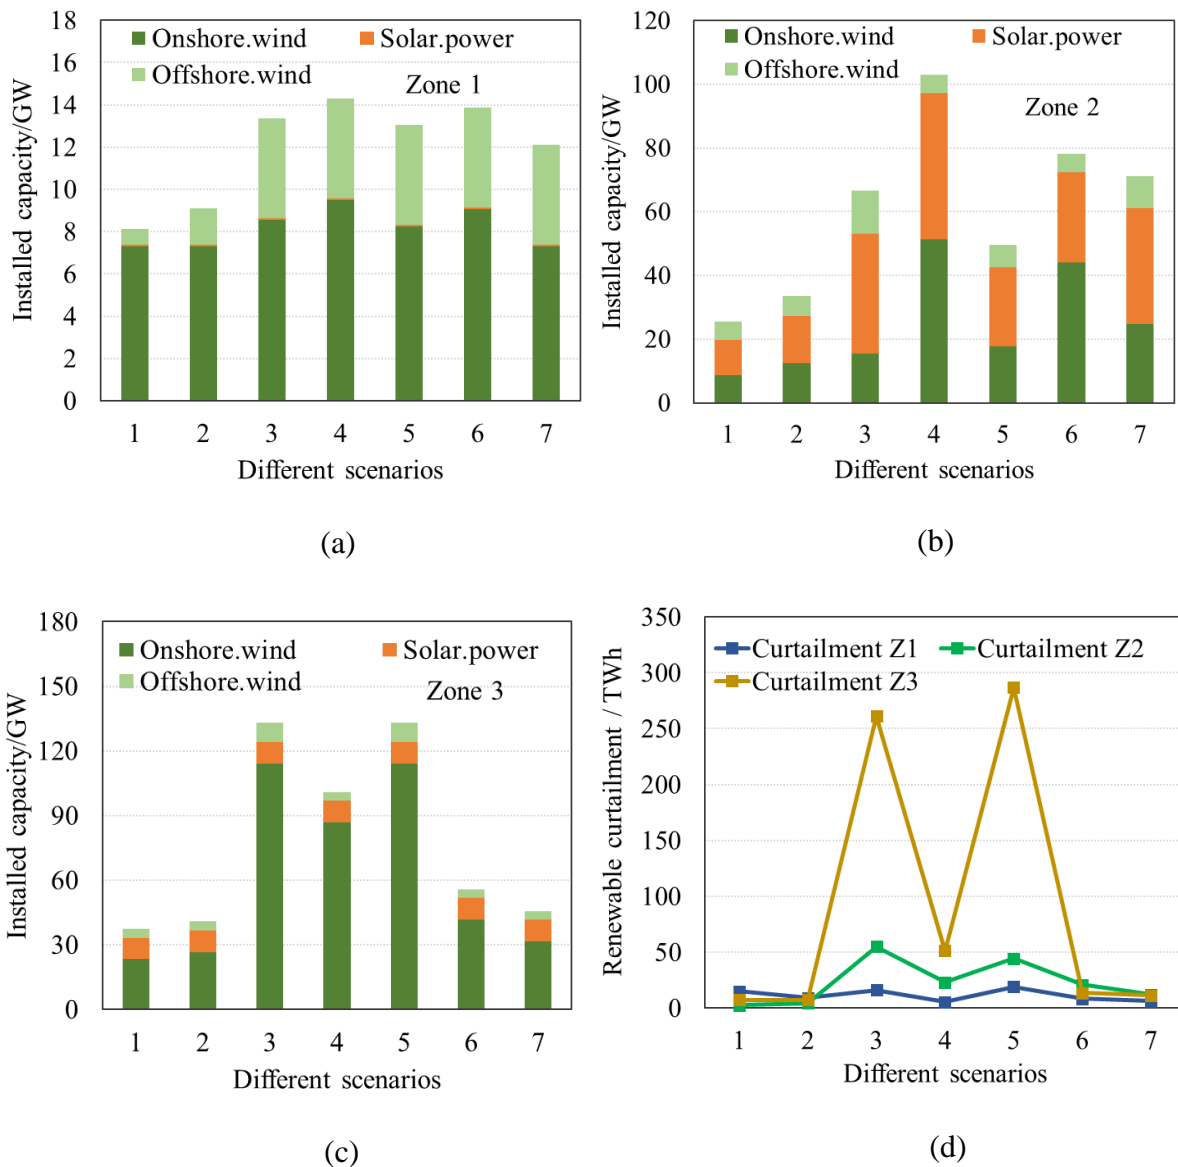 18
16
14
12
10
8
6
4
2
0
Installed capacity/GW
Onshore.wind Solar.power
Offshore.wind
Zone 1
1 2 3 4 5 6 7
Different scenarios
(a)
120
100
80
60
40
20
0
Installed capacity/GW
Onshore.wind Solar.power
Offshore.wind
Zone 2
1 2 3 4 5 6 7
Different scenarios
(b)
180
150
120
90
60
30
0
Installed capacity/GW
Onshore.wind Solar.power
Offshore.wind
Zone 3
1 2 3 4 5 6 7
Different scenarios
(c)
350
300
250
200
150
100
50
0
Renewable curtailment / TWh
Curtailment Z1 Curtailment Z2
Curtailment Z3
1 2 3 4 5 6 7
Different scenarios
(d)